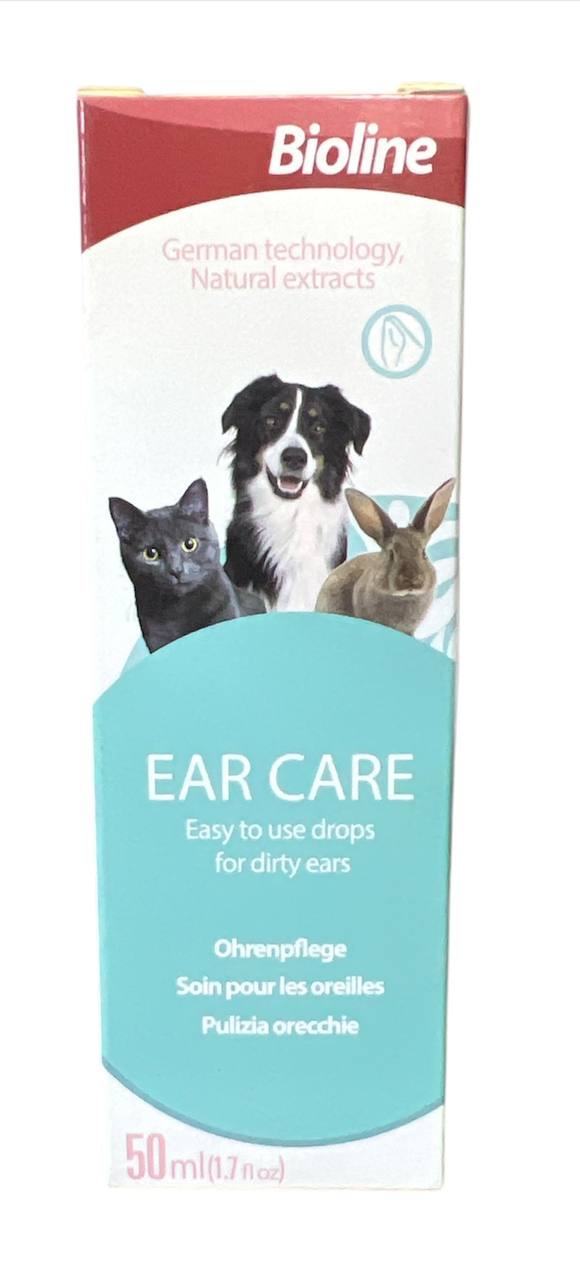 Bioline
German technology,
Natural extracts
EAR CARE
Easy to use drops
for dirty ears
Ohrenpflege
Soin pour les oreilles
Pulizia orecchie
50ml(1.7 fl oz)